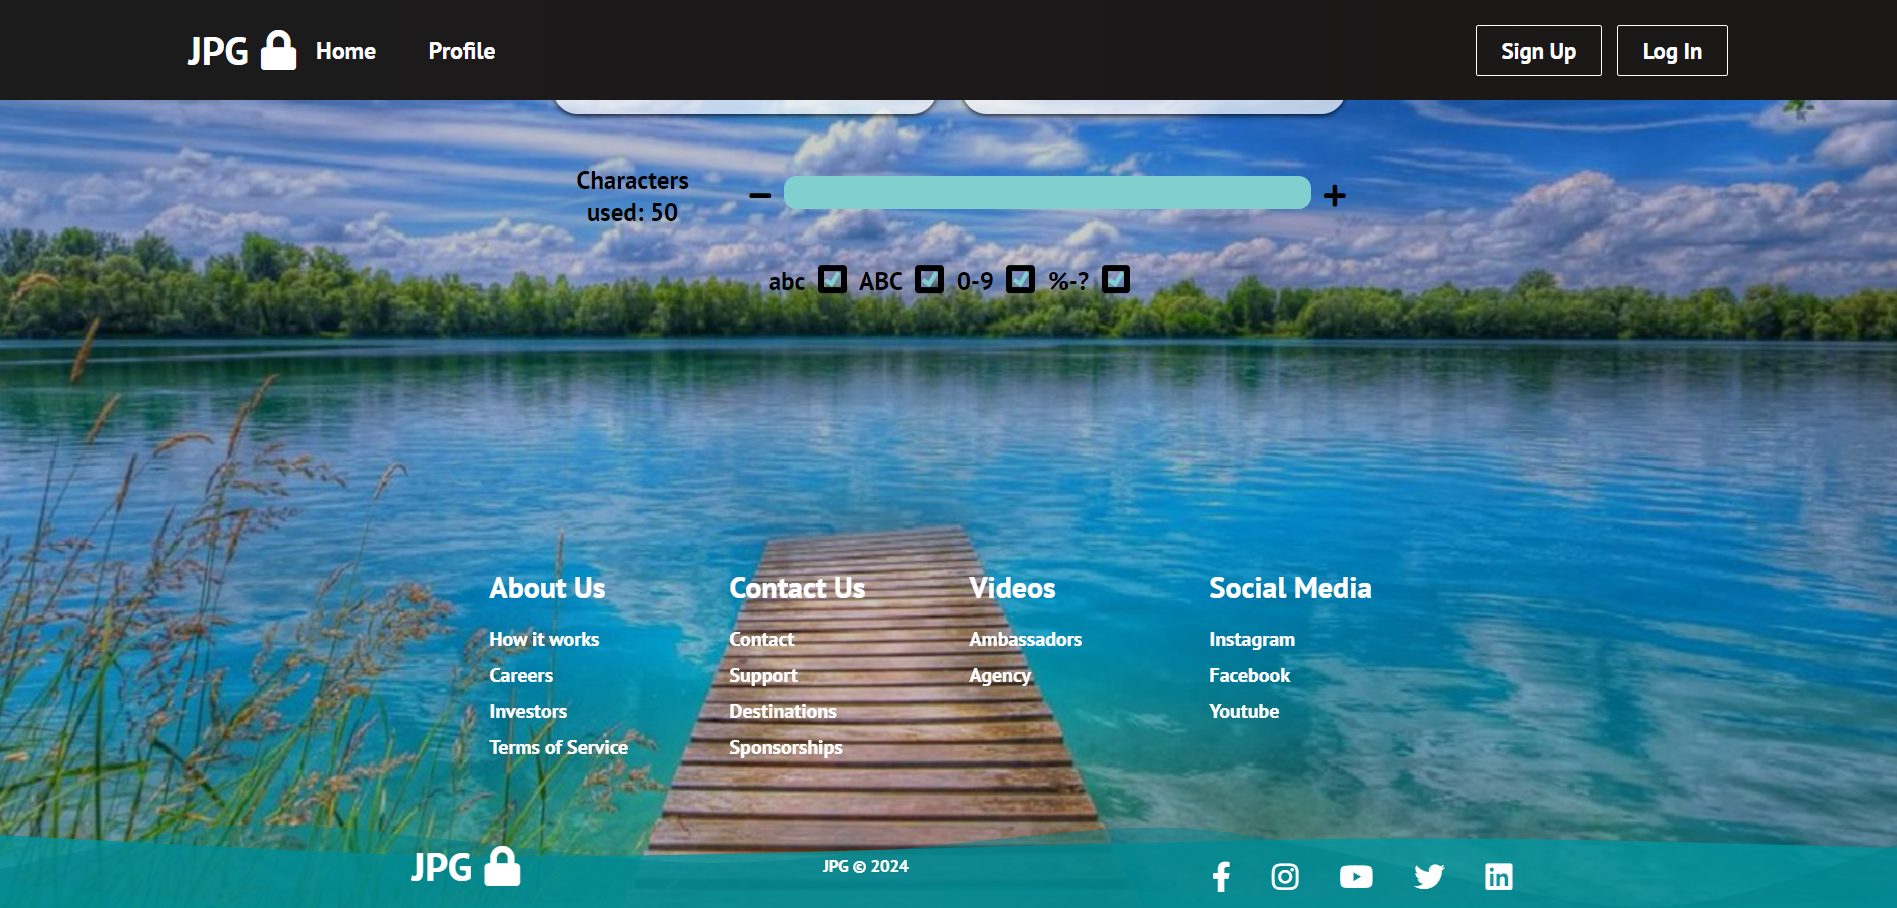 JPG Home Profile Sign Up Log In
Characters
used: 50
abc ABC 0-9 %-?
About Us Contact Us Videos Social Media
How it works Contact Ambassadors Instagram
Careers Support Agency Facebook
Investors Destinations Youtube
Terms of Service Sponsorships
JPG JPG © 2024